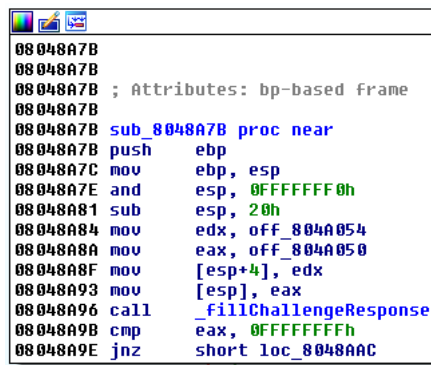 08048A7B
08048A7B
08048A7B ; Attributes: bp-based frame
08048A7B
08048A7B sub_8048A7B proc near
08048A7B push ebp
08048A7C mov ebp, esp
08048A7E and esp, 0FFFFFFF0h
08048A81 sub esp, 20h
08048A84 mov edx, off_804A054
08048A8A mov eax, off_804A050
08048A8F mov [esp+4], edx
08048A93 mov [esp], eax
08048A96 call _fillChallengeResponse
08048A9B cmp eax, 0FFFFFFFFh
08048A9E jnz short loc_8048AAC